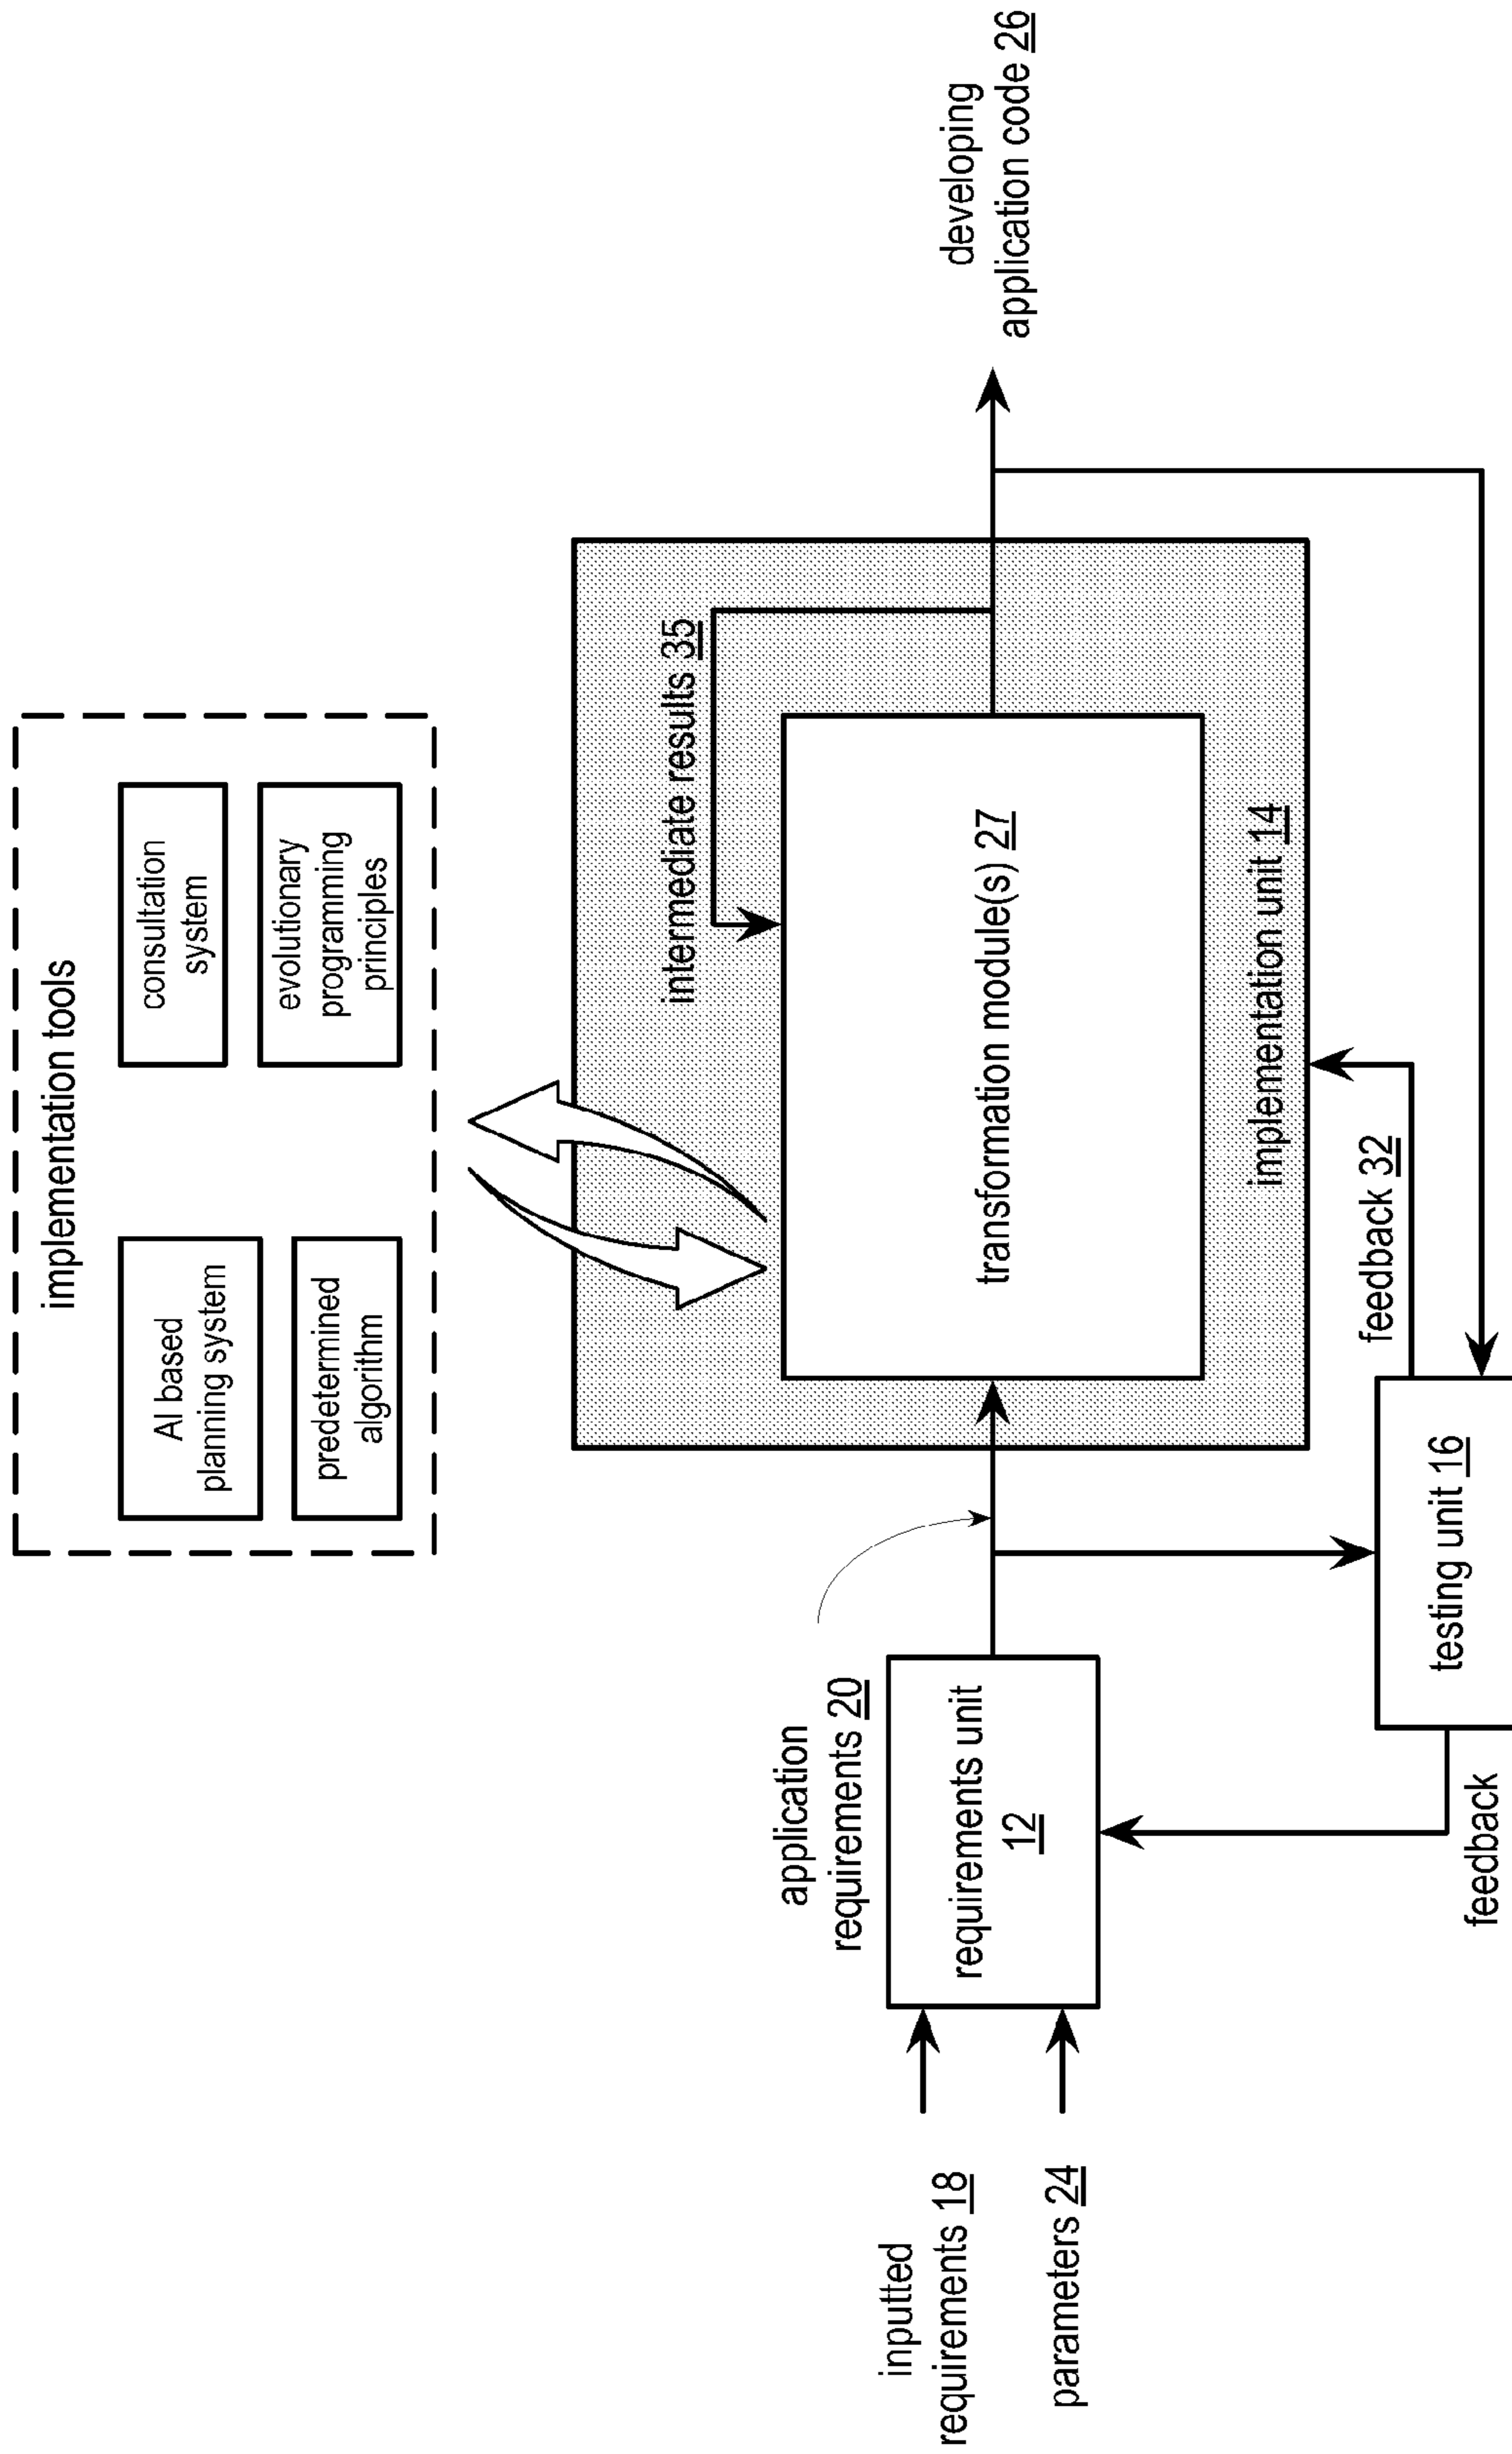 implementation tools
AI based
planning system
consultation
system
predetermined
algorithm
evolutionary
programming
principles
intermediate results 35
application
requirements 20
inputted
requirements 18
parameters 24
requirements unit
12
transformation module(s) 27
developing
application code 26
implementation unit 14
feedback 32
testing unit 16
feedback